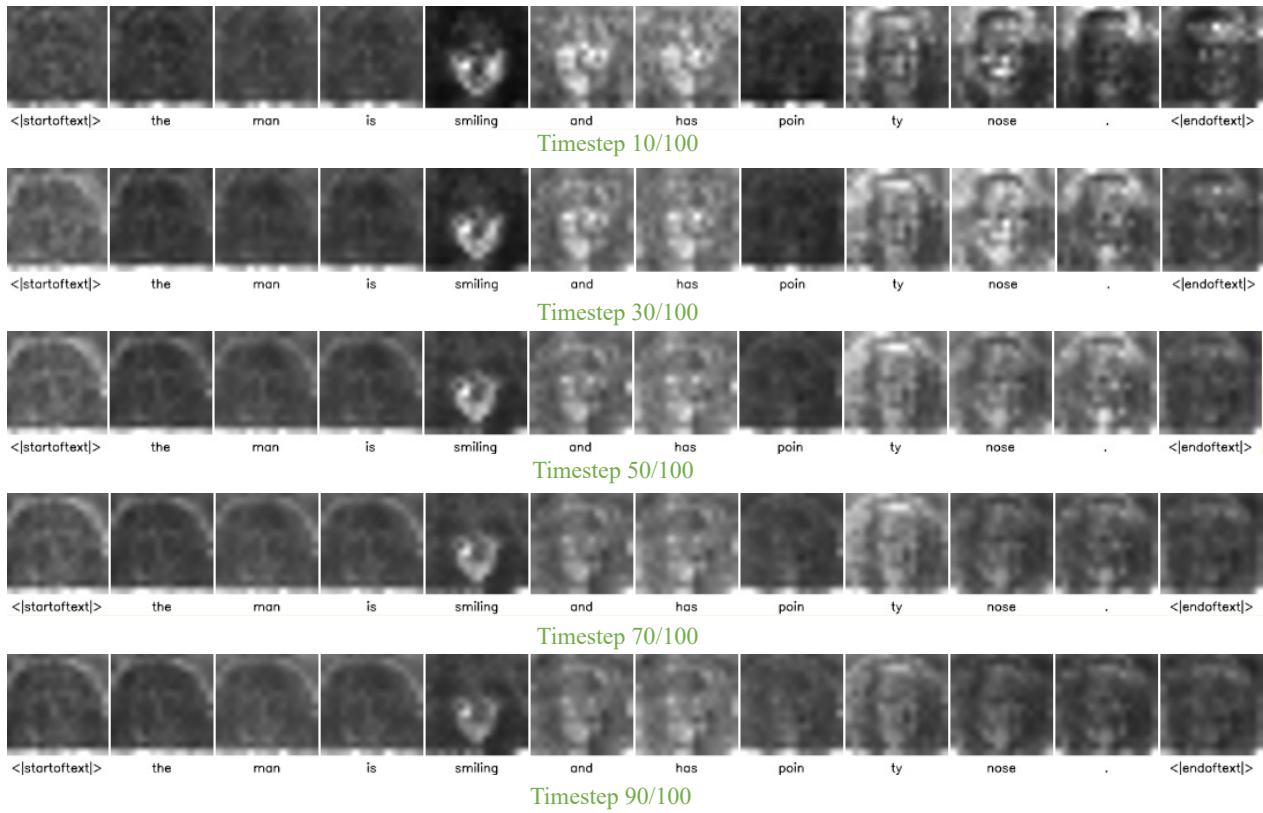 <|startoftext|> the man is smiling and has poin ty nose . <|endoftext|>
Timestep 10/100
<|startoftext|> the man is smiling and has poin ty nose . <|endoftext|>
Timestep 30/100
<|startoftext|> the man is smiling and has poin ty nose . <|endoftext|>
Timestep 50/100
<|startoftext|> the man is smiling and has poin ty nose . <|endoftext|>
Timestep 70/100
<|startoftext|> the man is smiling and has poin ty nose . <|endoftext|>
Timestep 90/100